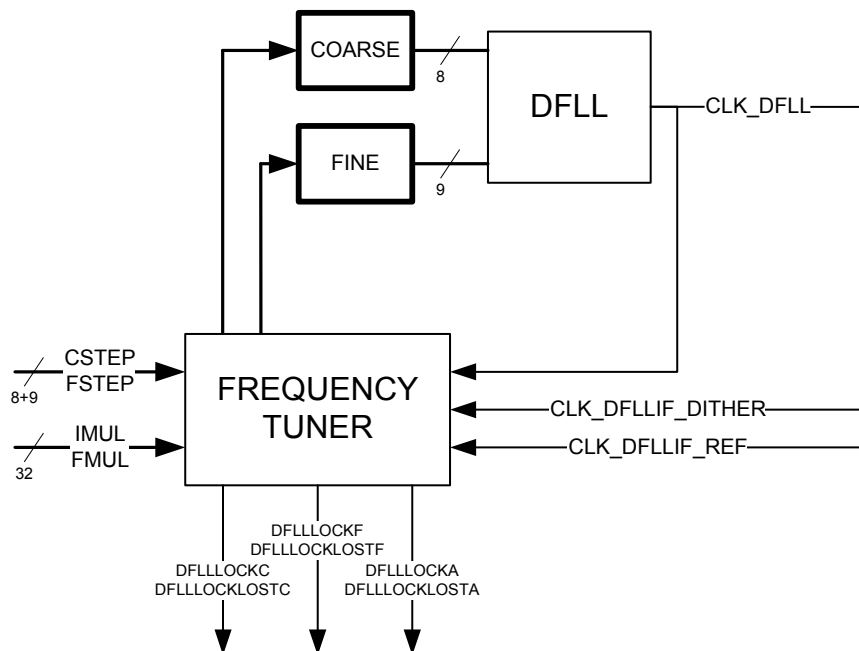 COARSE
8
DFLL
CLK_DFLL
FINE
9
CSTEP
FSTEP
8+9
FREQUENCY
TUNER
CLK_DFLLIF_DITHER
IMUL
FMUL
32
CLK_DFLLIF_REF
DFLLLOCKF
DFLLLOCKLOSTF
DFLLLOCKC
DFLLLOCKLOSTC
DFLLLOCKA
DFLLLOCKLOSTA